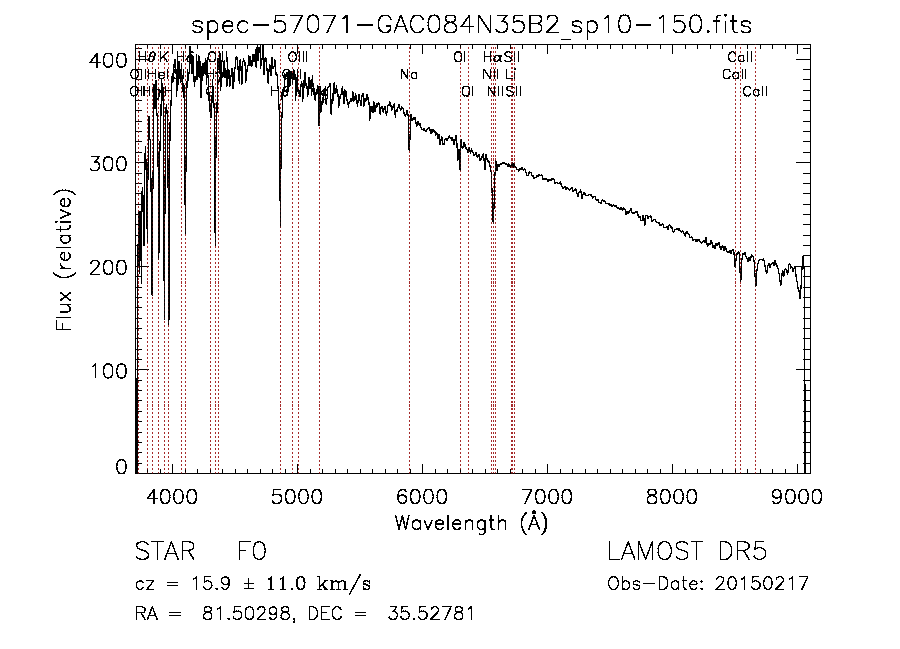 spec-57071-GAC084N35B2_sp10-150.fits
Hθ K Hδ OIII OIII OI Hα SII CaII
OII HeI Na NII Li CaII
OII Hβ OI NII SII CaII
400
300
200
100
0
Flux (relative)
4000 5000 6000 7000 8000 9000
Wavelength (Å)
STAR F0 LAMOST DR5
cz = 15.9 ± 11.0 km/s Obs-Date: 20150217
RA = 81.50298, DEC = 35.52781